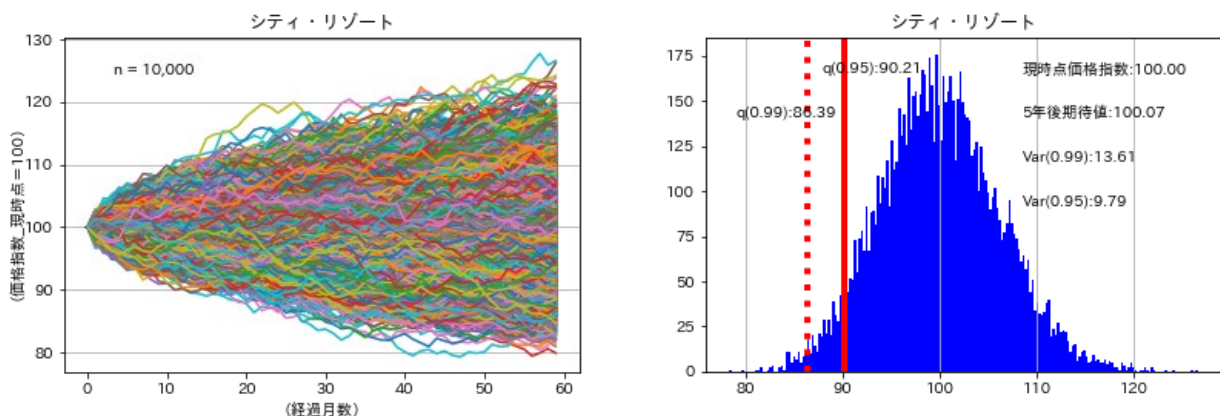 シティ・リゾート
130
120
110
100
90
80
(価格指数_現時点=100)
n = 10,000
0
10
20
30
40
50
60
(経過月数)
シティ・リゾート
175
150
125
100
75
50
25
0
q(0.95):90.21
q(0.99):86.39
現時点価格指数:100.00
5年後期待値:100.07
Var(0.99):13.61
Var(0.95):9.79
80
90
100
110
120